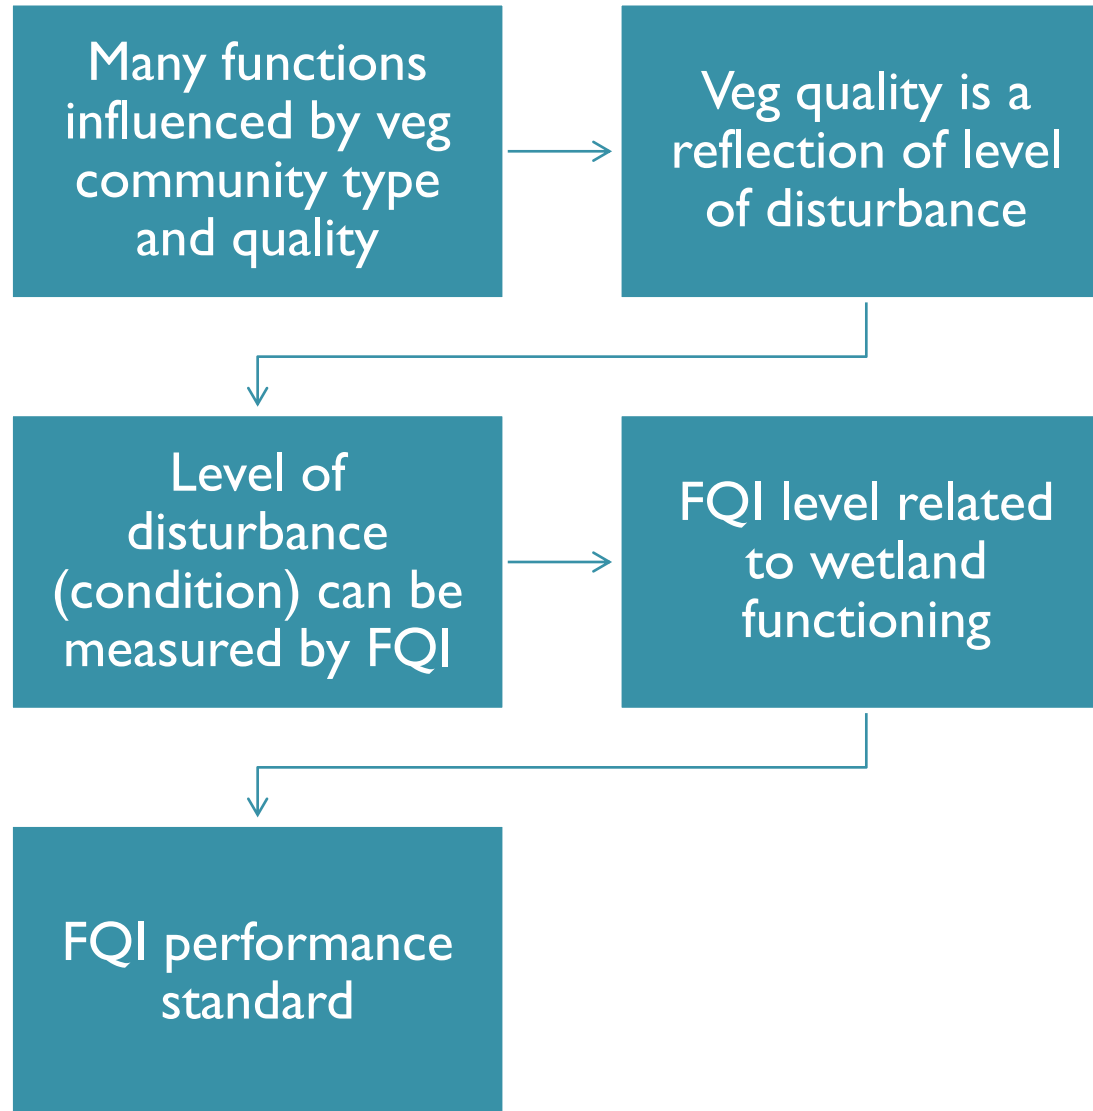 Many functions
influenced by veg
community type
and quality
Veg quality is a
reflection of level
of disturbance
Level of
disturbance
(condition) can be
measured by FQI
FQI level related
to wetland
functioning
FQI performance
standard